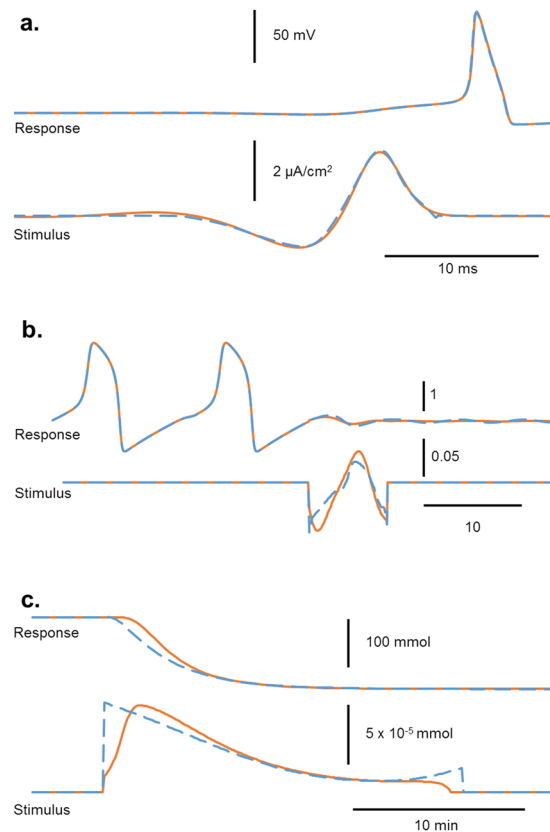 a.
50 mV
Response
2 µA/cm²
Stimulus
10 ms
b.
1
Response
0.05
Stimulus
10
c.
Response
100 mmol
5 x 10⁻⁵ mmol
Stimulus
10 min